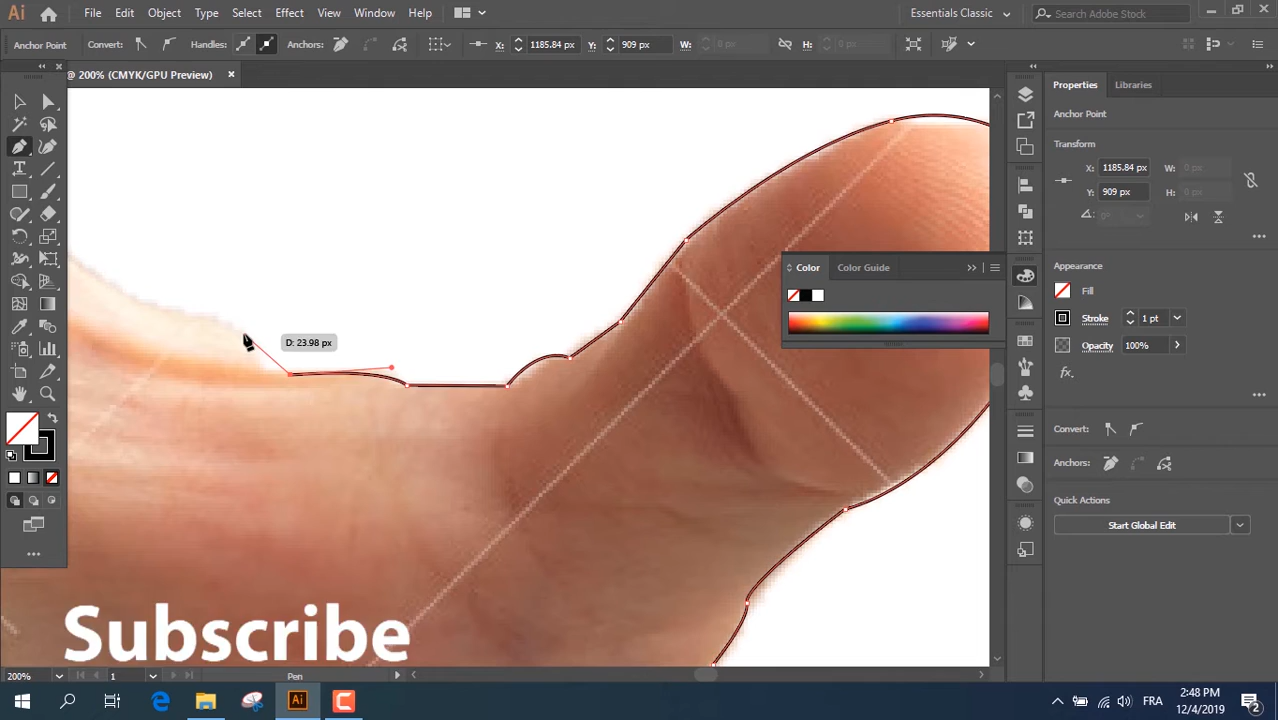 Ai File Edit Object Type Select Effect View Window Help Essentials Classic Search Adobe Stock
Anchor Point Convert: Handles: Anchors: X: 1185.84 px Y: 909 px W: 0 px H: 0 px
@ 200% (CMYK/GPU Preview)
Properties Libraries
Anchor Point
Transform
X: 1185.84 px W: 0 px
Y: 909 px H: 0 px
0°
Appearance
Fill
Stroke 1 pt
Opacity 100%
fx.
Convert:
Anchors:
Quick Actions
Start Global Edit
Color Color Guide
D: 23.98 px
Subscribe
200% 1 Pen
Ai FRA 2:48 PM
12/4/2019
2